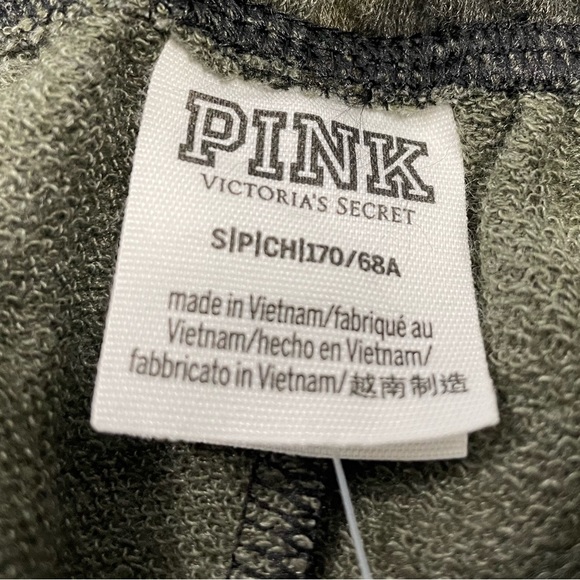 PINK
VICTORIA'S SECRET
S|P|CH|170/68A
made in Vietnam/fabriqué au
Vietnam/hecho en Vietnam/
fabbricato in Vietnam/越南制造